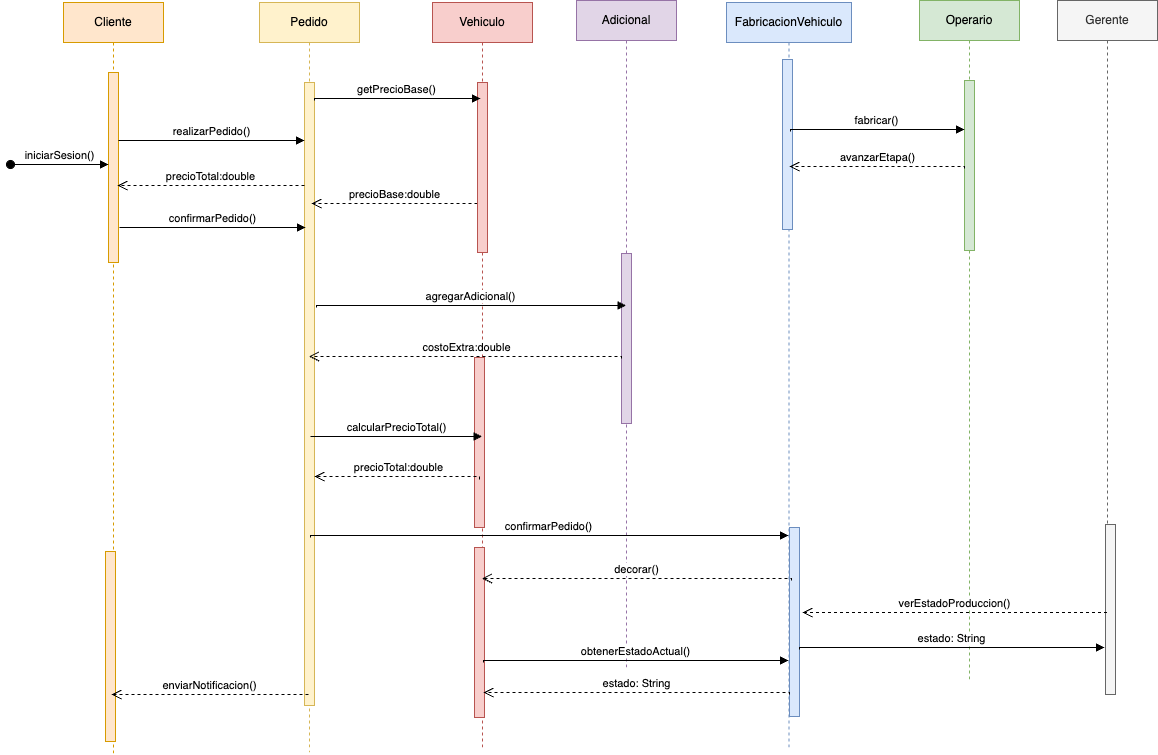 Cliente
Pedido
Vehiculo
Adicional
FabricacionVehiculo
Operario
Gerente
getPrecioBase()
fabricar()
realizarPedido()
iniciarSesion()
avanzarEtapa()
precioTotal:double
precioBase:double
confirmarPedido()
agregarAdicional()
costoExtra:double
calcularPrecioTotal()
precioTotal:double
confirmarPedido()
decorar()
verEstadoProduccion()
estado: String
obtenerEstadoActual()
enviarNotificacion()
estado: String